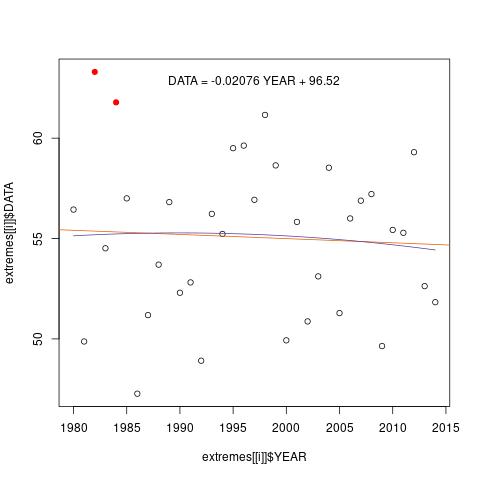 DATA = -0.02076 YEAR + 96.52
extremes[[i]]$DATA
60
55
50
1980 1985 1990 1995 2000 2005 2010 2015
extremes[[i]]$YEAR